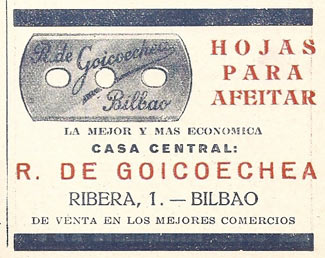 R. de Goicoechea
Bilbao
HOJAS
PARA
AFEITAR
LA MEJOR Y MAS ECONOMICA
CASA CENTRAL:
R. DE GOICOECHEA
RIBERA, 1. — BILBAO
DE VENTA EN LOS MEJORES COMERCIOS